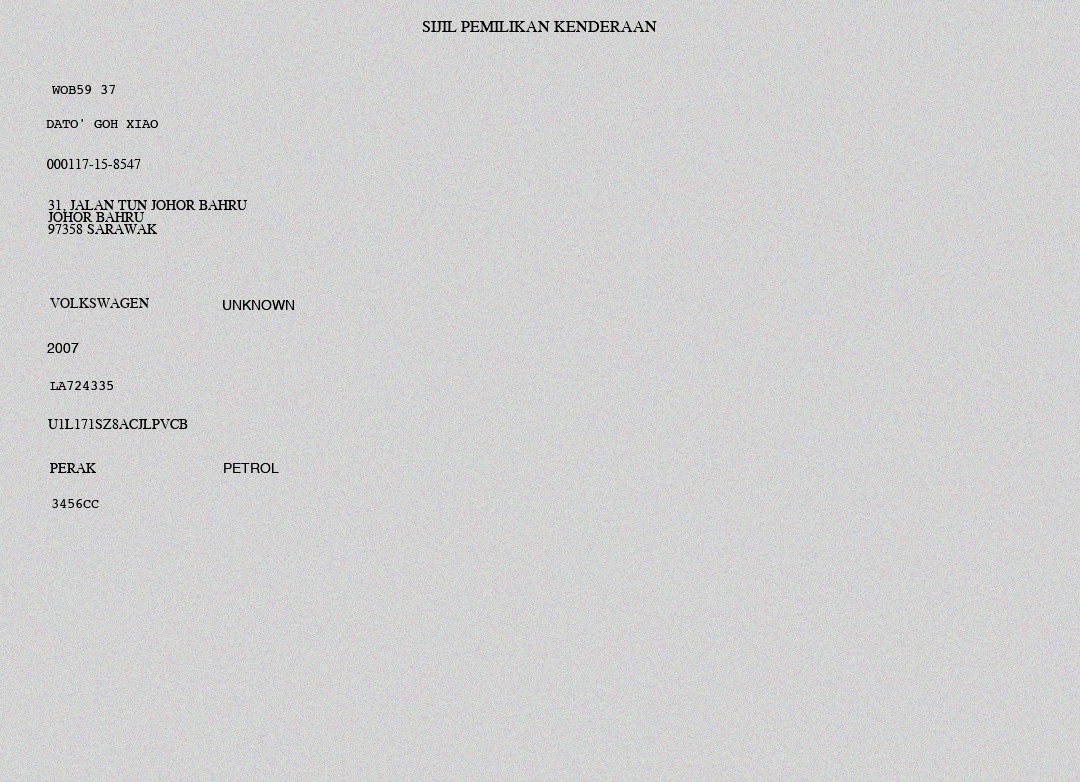 SIJIL PEMILIKAN KENDERAAN
WOB59 37
DATO' GOH XIAO
000117-15-8547
31, JALAN TUN JOHOR BAHRU
JOHOR BAHRU
97358 SARAWAK
VOLKSWAGEN UNKNOWN
2007
LA724335
U1L171SZ8ACJLPVCB
PERAK PETROL
3456CC